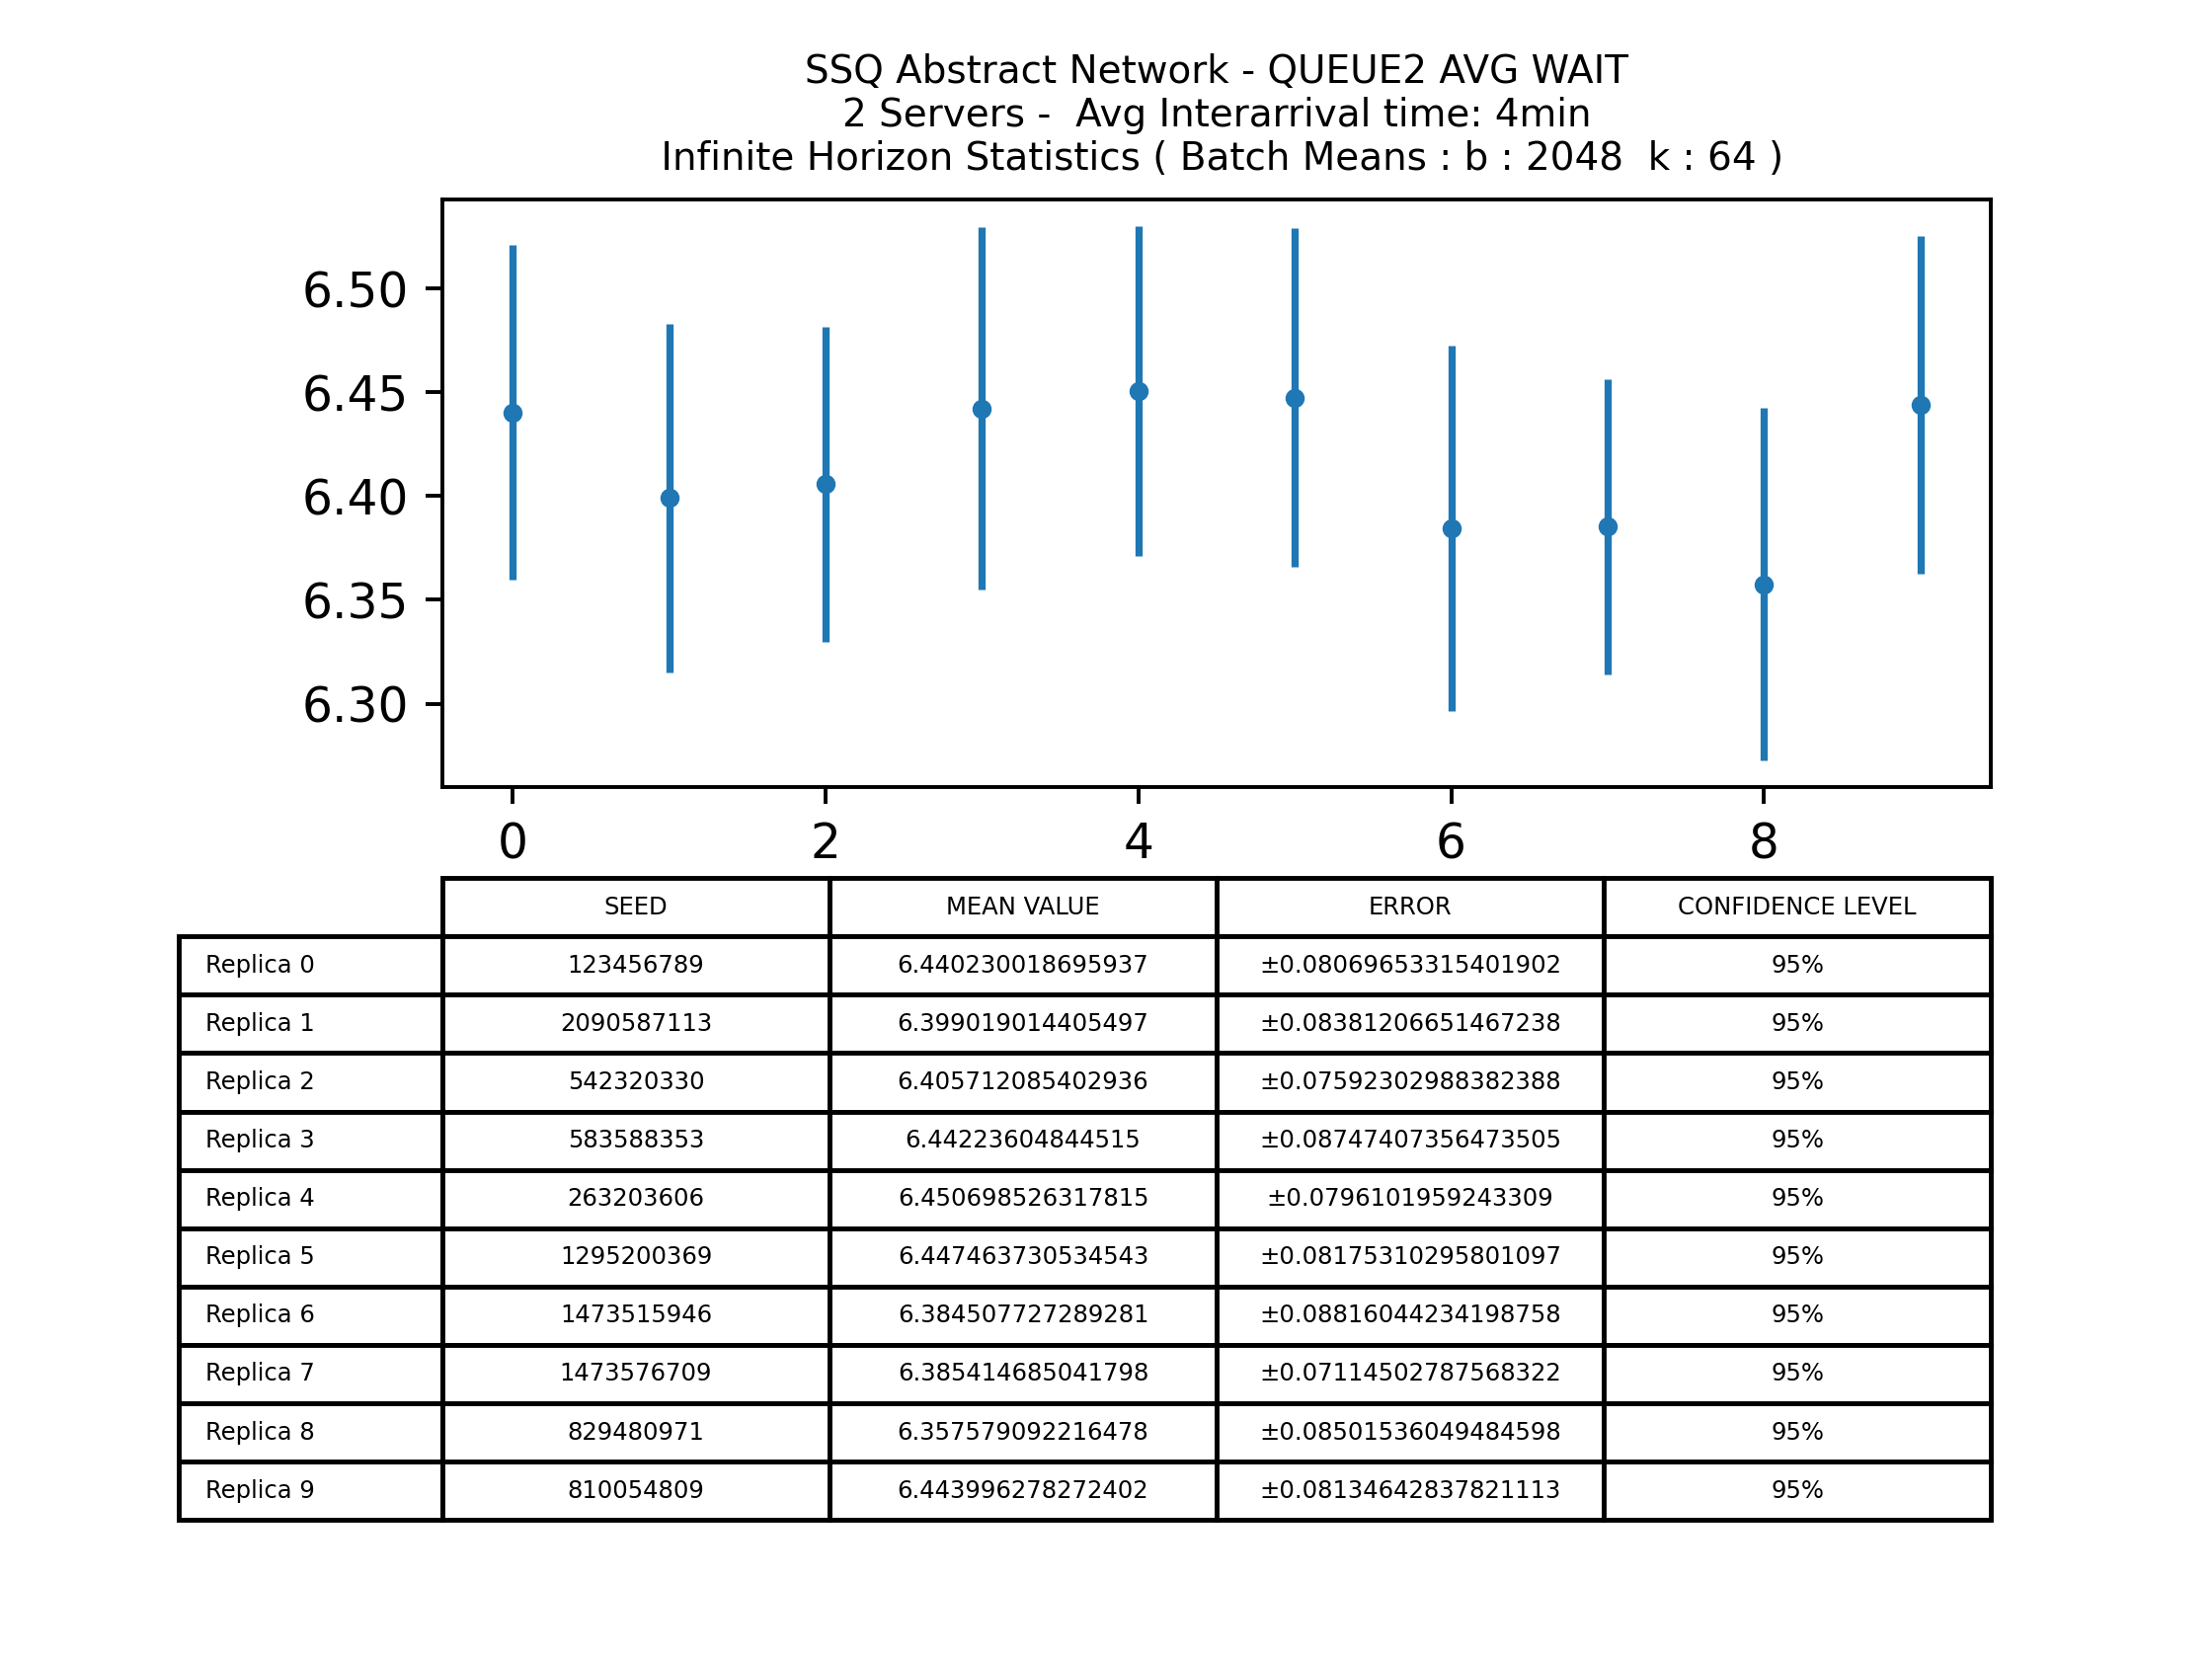 SSQ Abstract Network - QUEUE2 AVG WAIT
2 Servers -  Avg Interarrival time: 4min
Infinite Horizon Statistics ( Batch Means : b : 2048  k : 64 )
6.50
6.45
6.40
6.35
6.30
0 2 4 6 8
SEED MEAN VALUE ERROR CONFIDENCE LEVEL
Replica 0 123456789 6.440230018695937 ±0.08069653315401902 95%
Replica 1 2090587113 6.399019014405497 ±0.08381206651467238 95%
Replica 2 542320330 6.405712085402936 ±0.07592302988382388 95%
Replica 3 583588353 6.44223604844515 ±0.08747407356473505 95%
Replica 4 263203606 6.450698526317815 ±0.0796101959243309 95%
Replica 5 1295200369 6.447463730534543 ±0.08175310295801097 95%
Replica 6 1473515946 6.384507727289281 ±0.08816044234198758 95%
Replica 7 1473576709 6.385414685041798 ±0.07114502787568322 95%
Replica 8 829480971 6.357579092216478 ±0.08501536049484598 95%
Replica 9 810054809 6.443996278272402 ±0.08134642837821113 95%